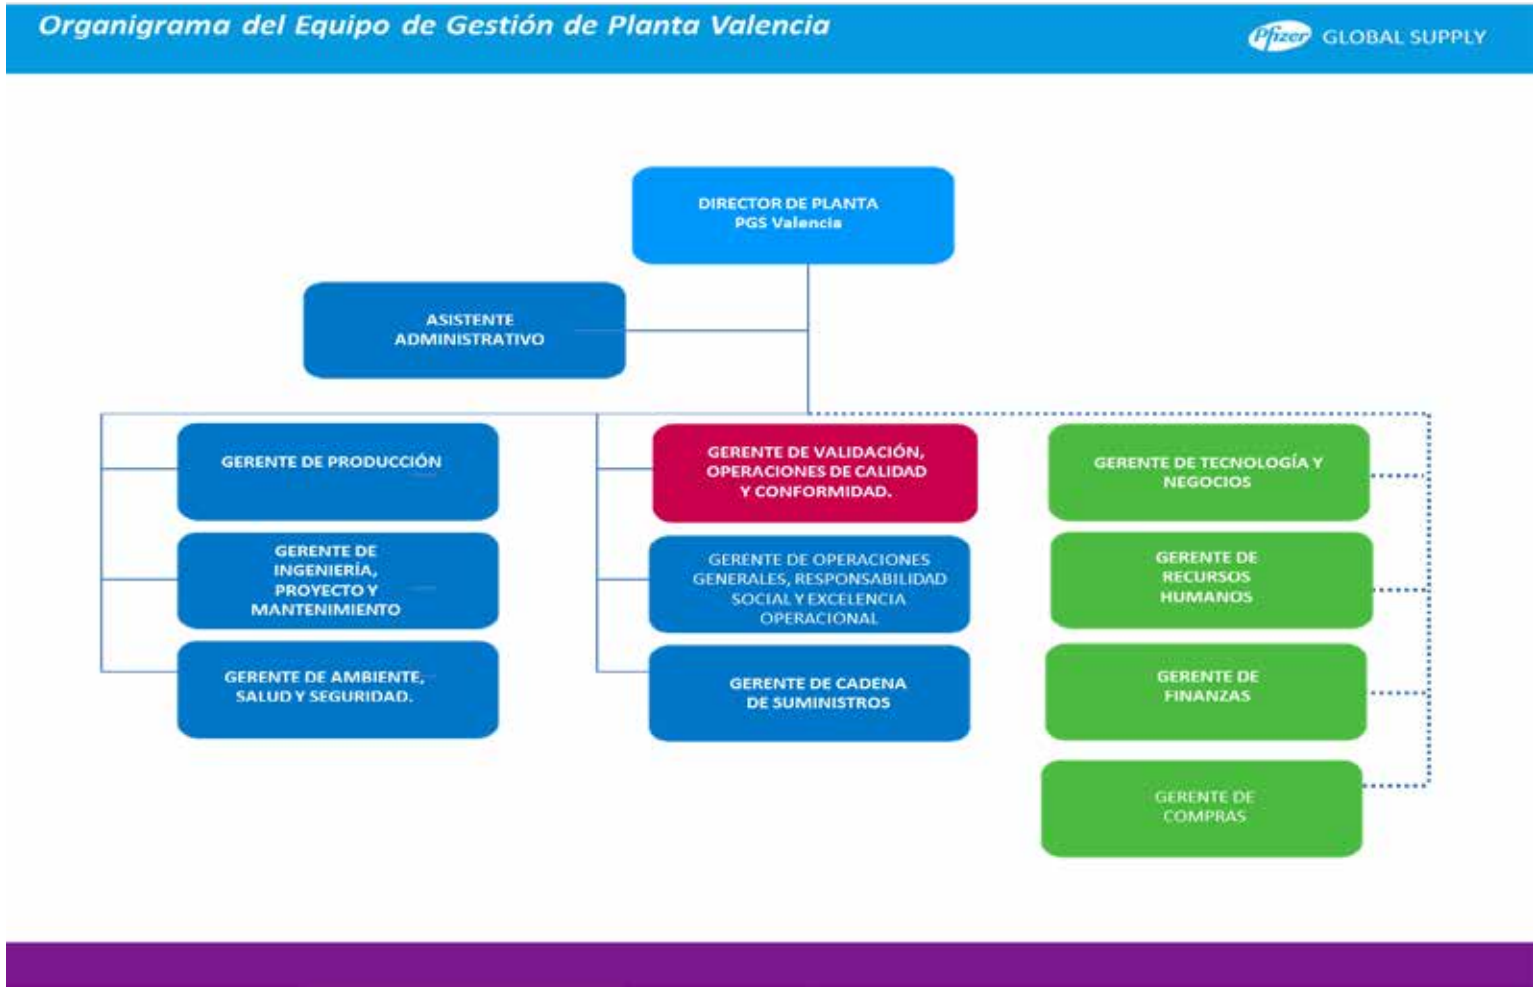 Organigrama del Equipo de Gestión de Planta Valencia
Pfizer GLOBAL SUPPLY
DIRECTOR DE PLANTA
PGS Valencia
ASISTENTE
ADMINISTRATIVO
GERENTE DE PRODUCCIÓN
GERENTE DE
INGENIERÍA,
PROYECTO Y
MANTENIMIENTO
GERENTE DE AMBIENTE,
SALUD Y SEGURIDAD.
GERENTE DE VALIDACIÓN,
OPERACIONES DE CALIDAD
Y CONFORMIDAD.
GERENTE DE OPERACIONES
GENERALES, RESPONSABILIDAD
SOCIAL Y EXCELENCIA
OPERACIONAL
GERENTE DE CADENA
DE SUMINISTROS
GERENTE DE TECNOLOGÍA Y
NEGOCIOS
GERENTE DE
RECURSOS
HUMANOS
GERENTE DE
FINANZAS
GERENTE DE
COMPRAS